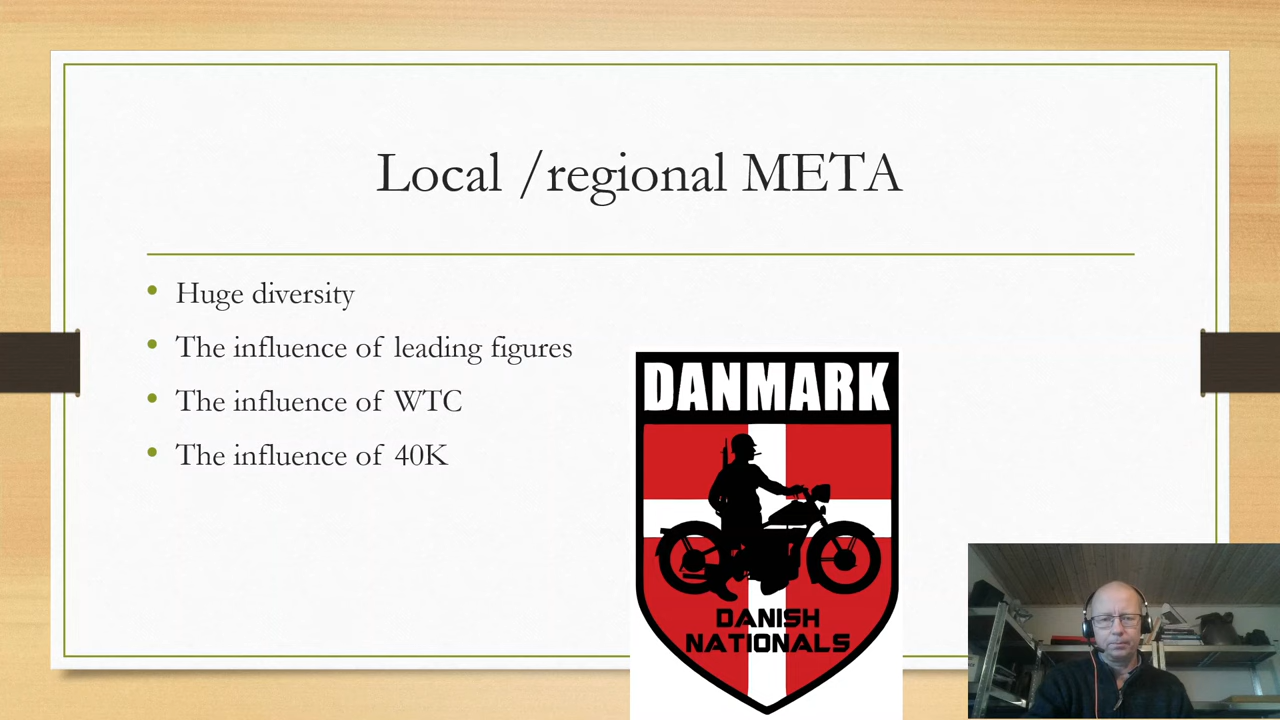 Local /regional META
Huge diversity
The influence of leading figures
The influence of WTC
The influence of 40K
DANMARK
DANISH
NATIONALS